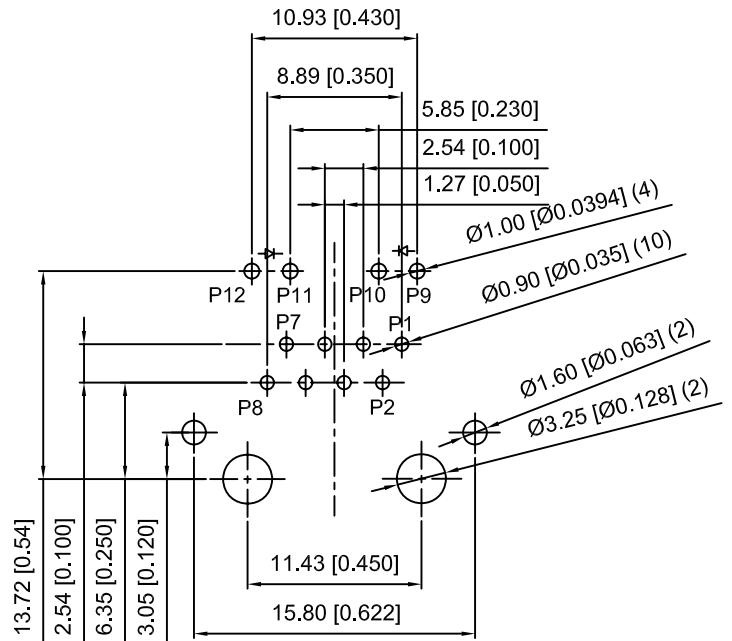 10.93 [0.430]
8.89 [0.350]
5.85 [0.230]
2.54 [0.100]
1.27 [0.050]
Ø1.00 [Ø0.0394] (4)
Ø0.90 [Ø0.035] (10)
P12
P11
P10
P9
P7
P1
P8
P2
Ø1.60 [Ø0.063] (2)
Ø3.25 [Ø0.128] (2)
13.72 [0.54]
2.54 [0.100]
6.35 [0.250]
3.05 [0.120]
11.43 [0.450]
15.80 [0.622]